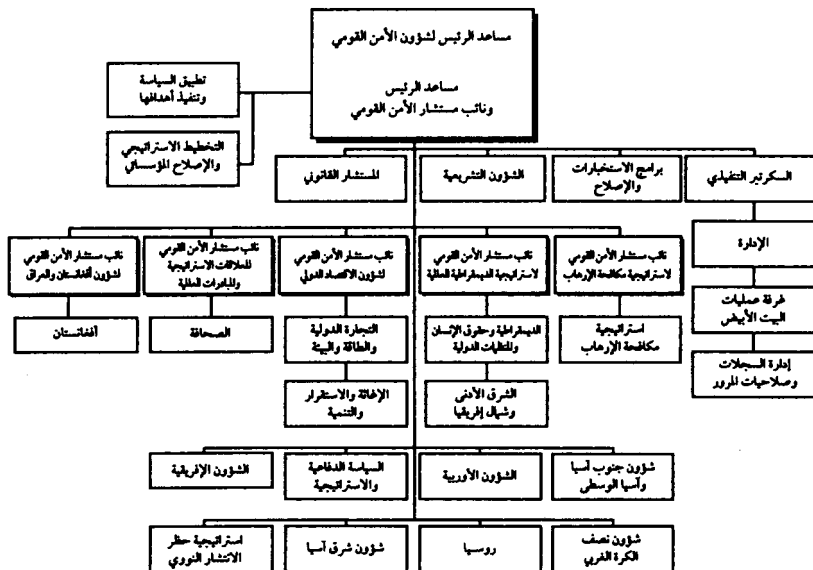 مساعد الرئيس لشؤون الأمن القومي
مساعد الرئيس
ونائب مستشار الأمن القومي
تطبيق السياسة
وتنفيذ أهدافها
التخطيط الاستراتيجي
والإصلاح المؤسساتي
السكرتير التنفيذي
برامج الاستخبارات
والإصلاح
الشؤون التشريعية
المستشار القانوني
الإدارة
غرفة عمليات
البيت الأبيض
إدارة السجلات
وصلاحيات المرور
نائب مستشار الأمن القومي
لاستراتيجية مكافحة الإرهاب
نائب مستشار الأمن القومي
لاستراتيجية الديمقراطية العالمية
نائب مستشار الأمن القومي
لشؤون الاقتصاد الدولي
نائب مستشار الأمن القومي
للعلاقات الاستراتيجية
والمبادرات العالمية
نائب مستشار الأمن القومي
لشؤون أفغانستان والعراق
استراتيجية
مكافحة الإرهاب
الديمقراطية وحقوق الإنسان
والمنظمات الدولية
التجارة الدولية
والطاقة والبيئة
الصحافة
أفغانستان
الشرق الأدنى
وشمال إفريقيا
الإغاثة والاستقرار
والتنمية
شؤون جنوب آسيا
وآسيا الوسطى
الشؤون الأوربية
السياسة الدفاعية
والاستراتيجية
الشؤون الإفريقية
شؤون نصف
الكرة الغربي
روسيا
شؤون شرق آسيا
استراتيجية حظر
الانتشار النووي